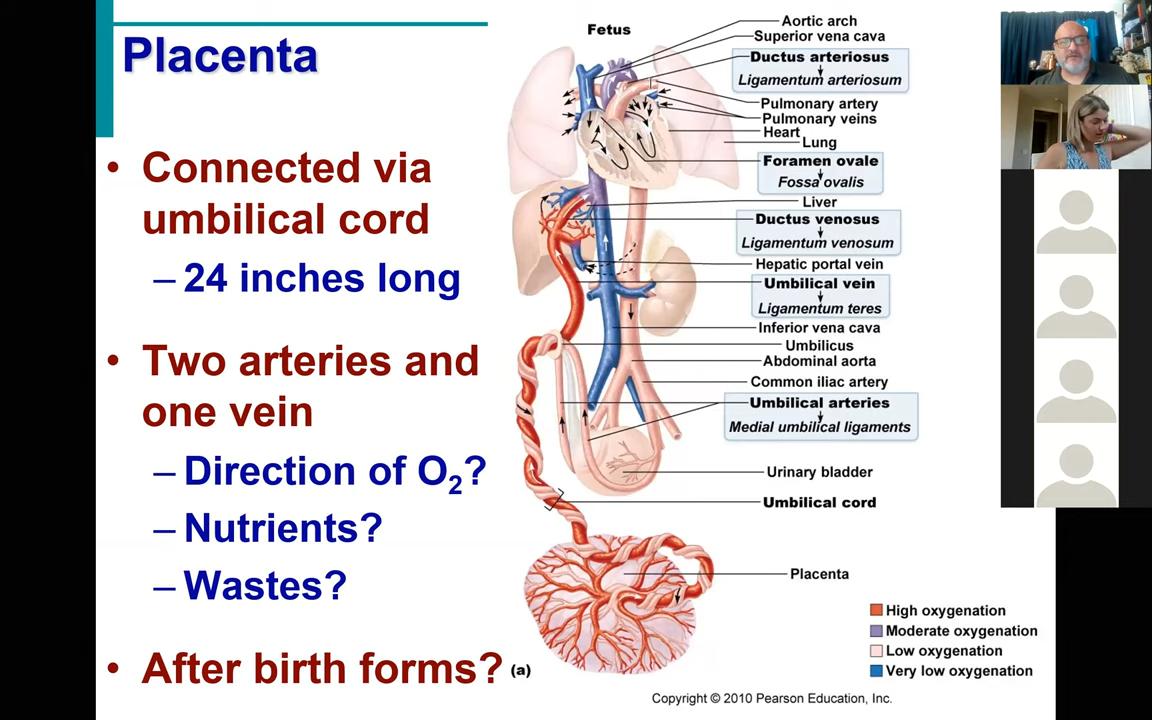 Placenta
• Connected via
umbilical cord
– 24 inches long
• Two arteries and
one vein
– Direction of O₂?
– Nutrients?
– Wastes?
• After birth forms?
Fetus
Aortic arch
Superior vena cava
Ductus arteriosus
Ligamentum arteriosum
Pulmonary artery
Pulmonary veins
Heart
Lung
Foramen ovale
Fossa ovalis
Liver
Ductus venosus
Ligamentum venosum
Hepatic portal vein
Umbilical vein
Ligamentum teres
Inferior vena cava
Umbilicus
Abdominal aorta
Common iliac artery
Umbilical arteries
Medial umbilical ligaments
Urinary bladder
Umbilical cord
Placenta
High oxygenation
Moderate oxygenation
Low oxygenation
Very low oxygenation
(a)
Copyright © 2010 Pearson Education, Inc.